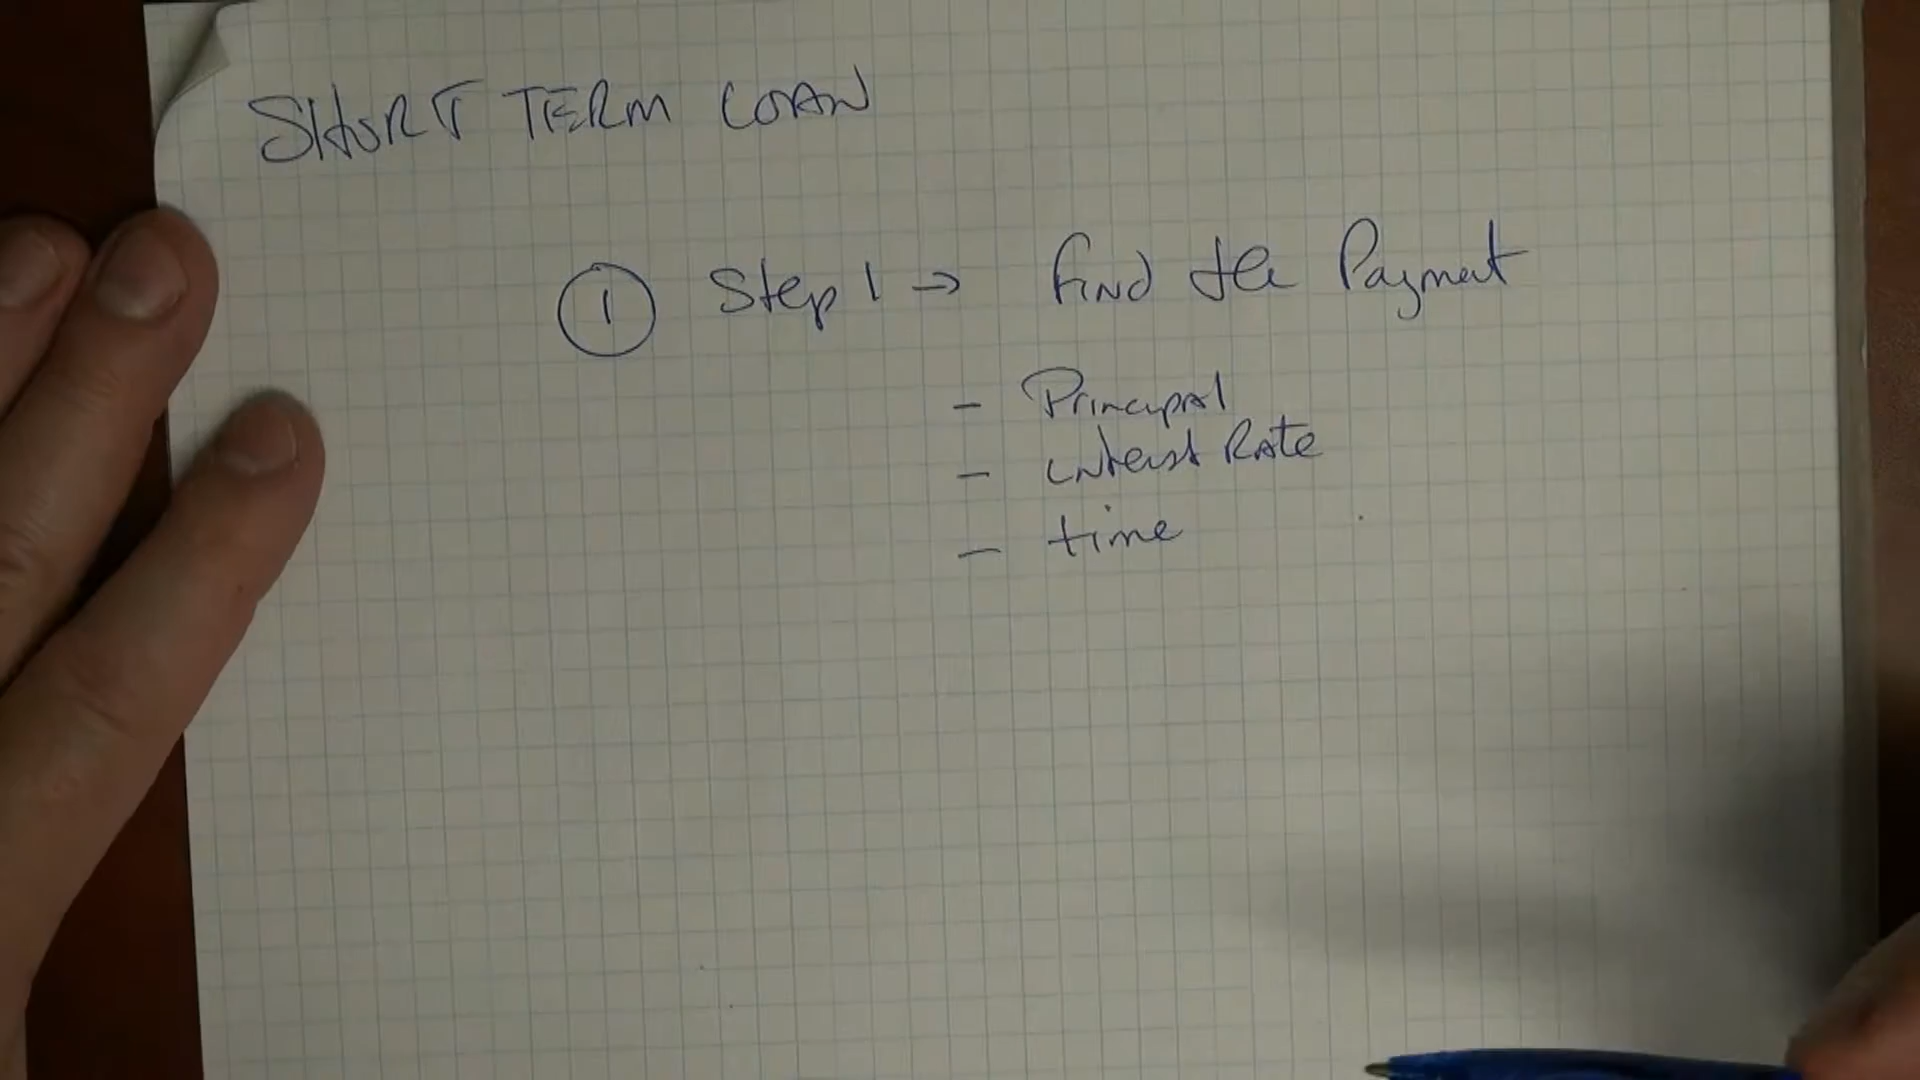 SHORT TERM LOAN
① Step 1 → Find the Payment
- Principal
- interest Rate
- time